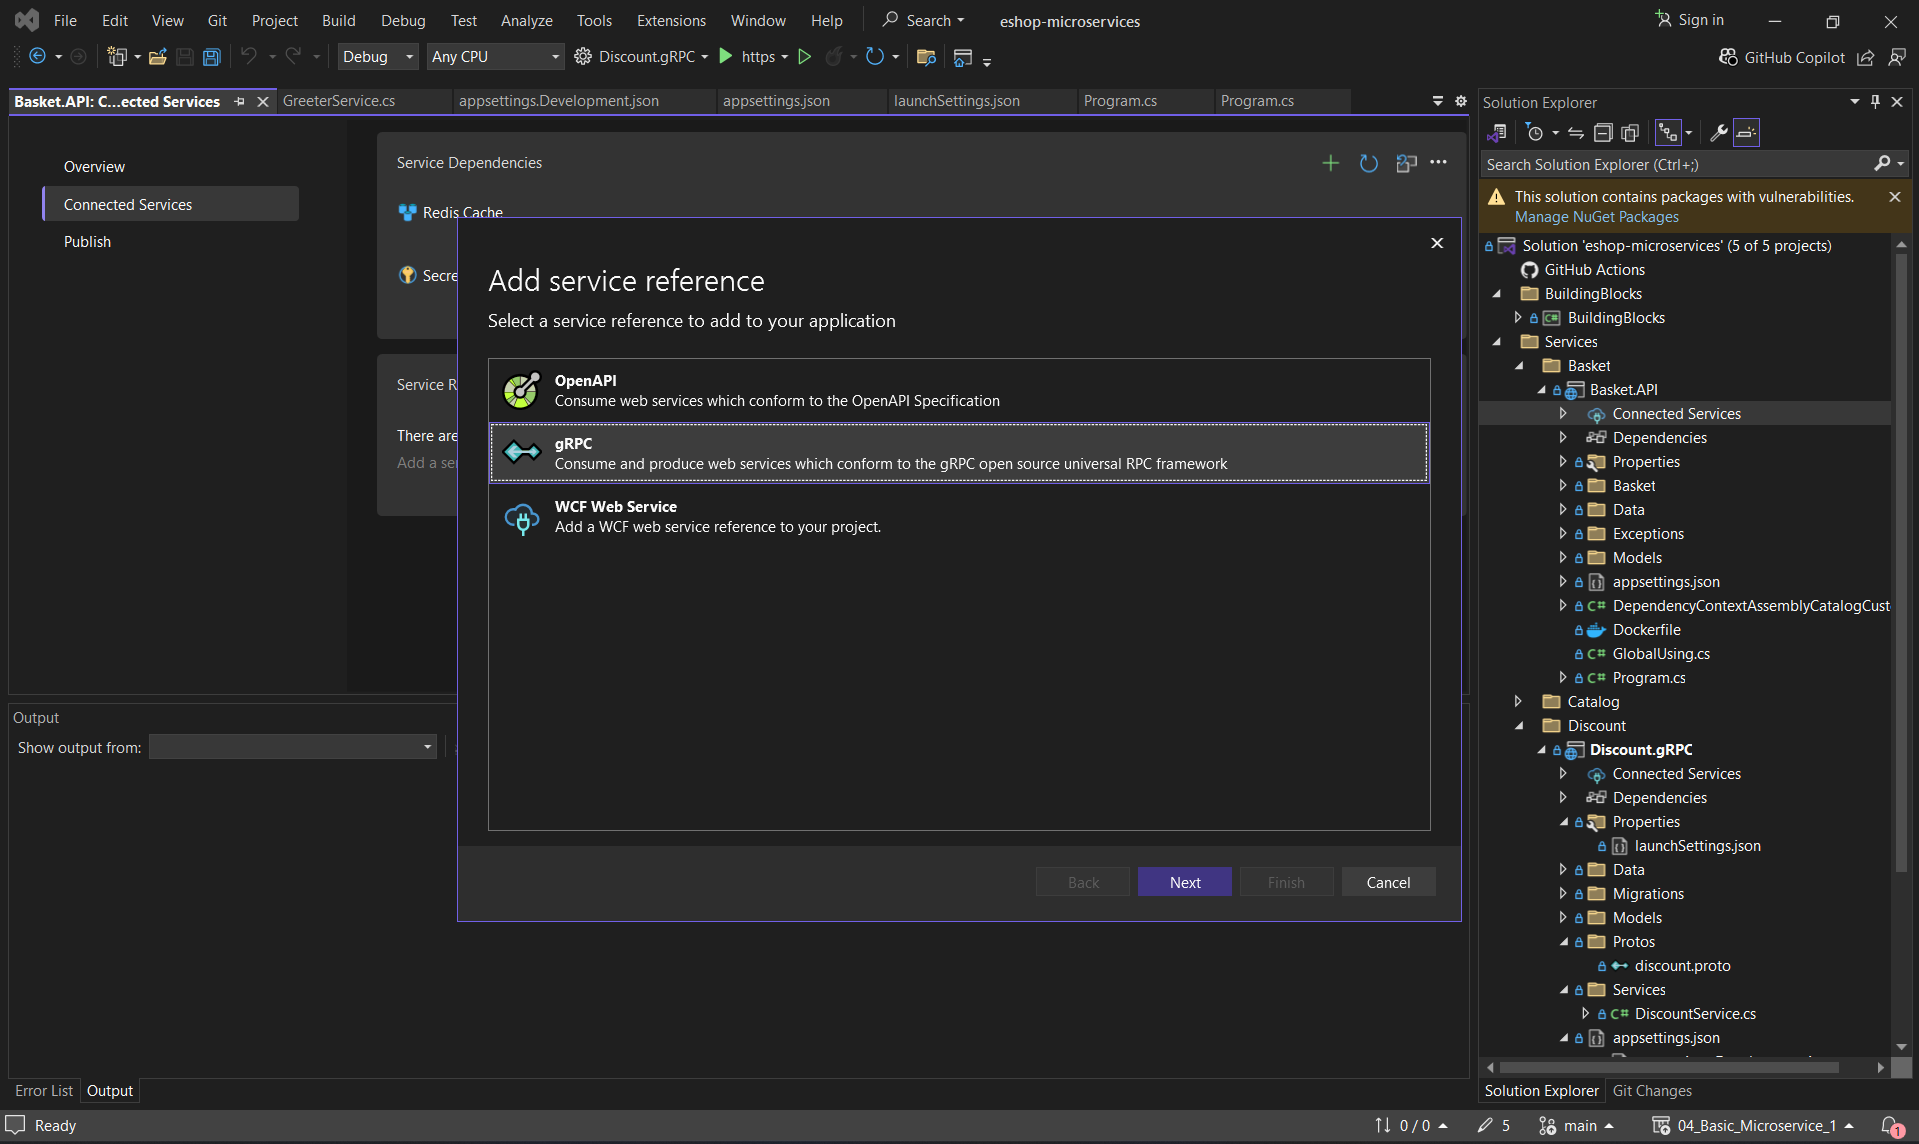 File Edit View Git Project Build Debug Test Analyze Tools Extensions Window Help Search eshop-microservices Sign in
Debug Any CPU Discount.gRPC https GitHub Copilot
Basket.API: C...ected Services GreeterService.cs appsettings.Development.json appsettings.json launchSettings.json Program.cs Program.cs
Overview
Connected Services
Publish
Service Dependencies
Redis Cache
Secre
Service R
There are
Add a ser
Add service reference
Select a service reference to add to your application
OpenAPI
Consume web services which conform to the OpenAPI Specification
gRPC
Consume and produce web services which conform to the gRPC open source universal RPC framework
WCF Web Service
Add a WCF web service reference to your project.
Back Next Finish Cancel
Output
Show output from:
Error List Output
Solution Explorer
Search Solution Explorer (Ctrl+;)
This solution contains packages with vulnerabilities.
Manage NuGet Packages
Solution 'eshop-microservices' (5 of 5 projects)
GitHub Actions
BuildingBlocks
C# BuildingBlocks
Services
Basket
Basket.API
Connected Services
Dependencies
Properties
Basket
Data
Exceptions
Models
appsettings.json
C# DependencyContextAssemblyCatalogCust
Dockerfile
C# GlobalUsing.cs
C# Program.cs
Catalog
Discount
Discount.gRPC
Connected Services
Dependencies
Properties
launchSettings.json
Data
Migrations
Models
Protos
discount.proto
Services
C# DiscountService.cs
appsettings.json
Solution Explorer Git Changes
Ready 0 / 0 5 main 04_Basic_Microservice_1 1